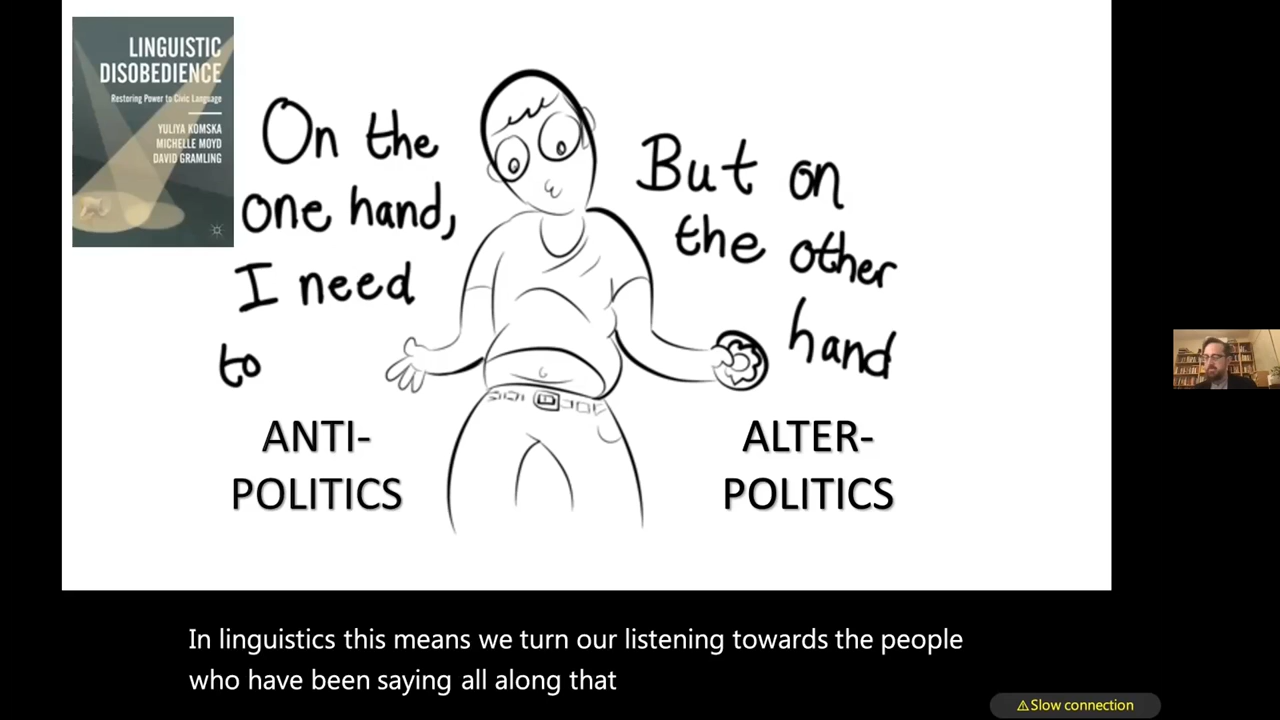 LINGUISTIC
DISOBEDIENCE
Restoring Power to Civic Language
YULIYA KOMSKA
MICHELLE MOYD
DAVID GRAMLING
On the
one hand,
I need
to
But on
the other
hand
ANTI-
POLITICS
ALTER-
POLITICS
In linguistics this means we turn our listening towards the people
who have been saying all along that
⚠Slow connection